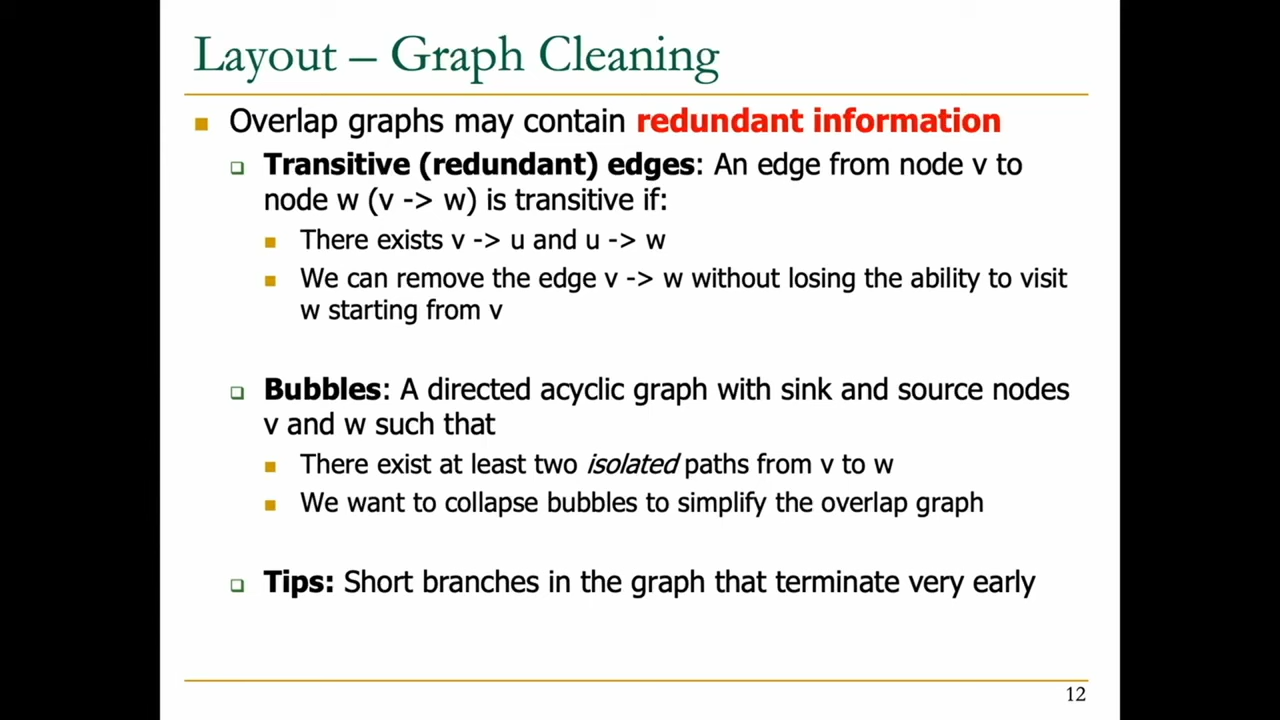 Layout – Graph Cleaning
Overlap graphs may contain redundant information
Transitive (redundant) edges: An edge from node v to
node w (v -> w) is transitive if:
There exists v -> u and u -> w
We can remove the edge v -> w without losing the ability to visit
w starting from v
Bubbles: A directed acyclic graph with sink and source nodes
v and w such that
There exist at least two isolated paths from v to w
We want to collapse bubbles to simplify the overlap graph
Tips: Short branches in the graph that terminate very early
12